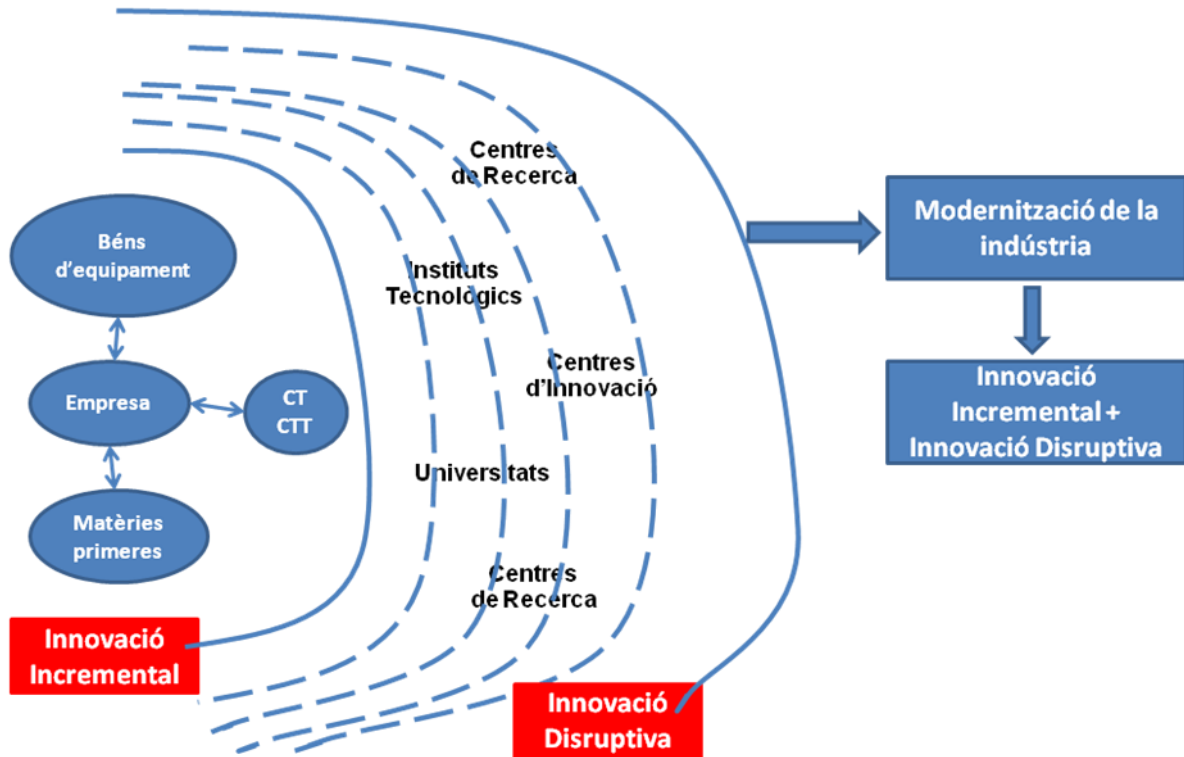 Centres
de Recerca
Modernització de la
indústria
Béns
d'equipament
Instituts
Tecnològics
Centres
d'Innovació
Innovació
Incremental +
Innovació Disruptiva
Empresa
CT
CTT
Universitats
Matèries
primeres
Centres
de Recerca
Innovació
Incremental
Innovació
Disruptiva